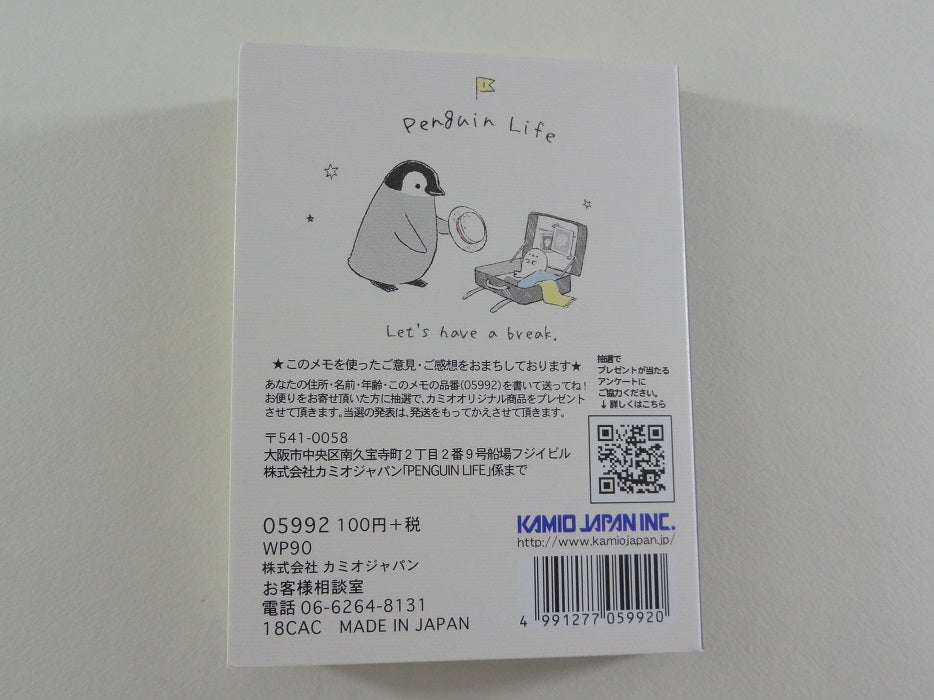 Penguin Life
Let's have a break.
★このメモを使ったご意見・ご感想をおまちしております★
あなたの住所・名前・年齢・このメモの品番(05992)を書いて送ってね!
お便りをお寄せ頂いた方に抽選で、カミオオリジナル商品をプレゼント
させて頂きます。当選の発表は、発送をもってかえさせて頂きます。
抽選で
プレゼントが当たる
アンケートに
ご協力ください。
↓詳しくはこちら
〒541-0058
大阪市中央区南久宝寺町2丁目2番9号船場フジイビル
株式会社カミオジャパン「PENGUIN LIFE」係まで
05992 100円+税
WP90
株式会社 カミオジャパン
お客様相談室
電話 06-6264-8131
18CAC MADE IN JAPAN
KAMIO JAPAN INC.
http://www.kamiojapan.jp/
4 991277 059920